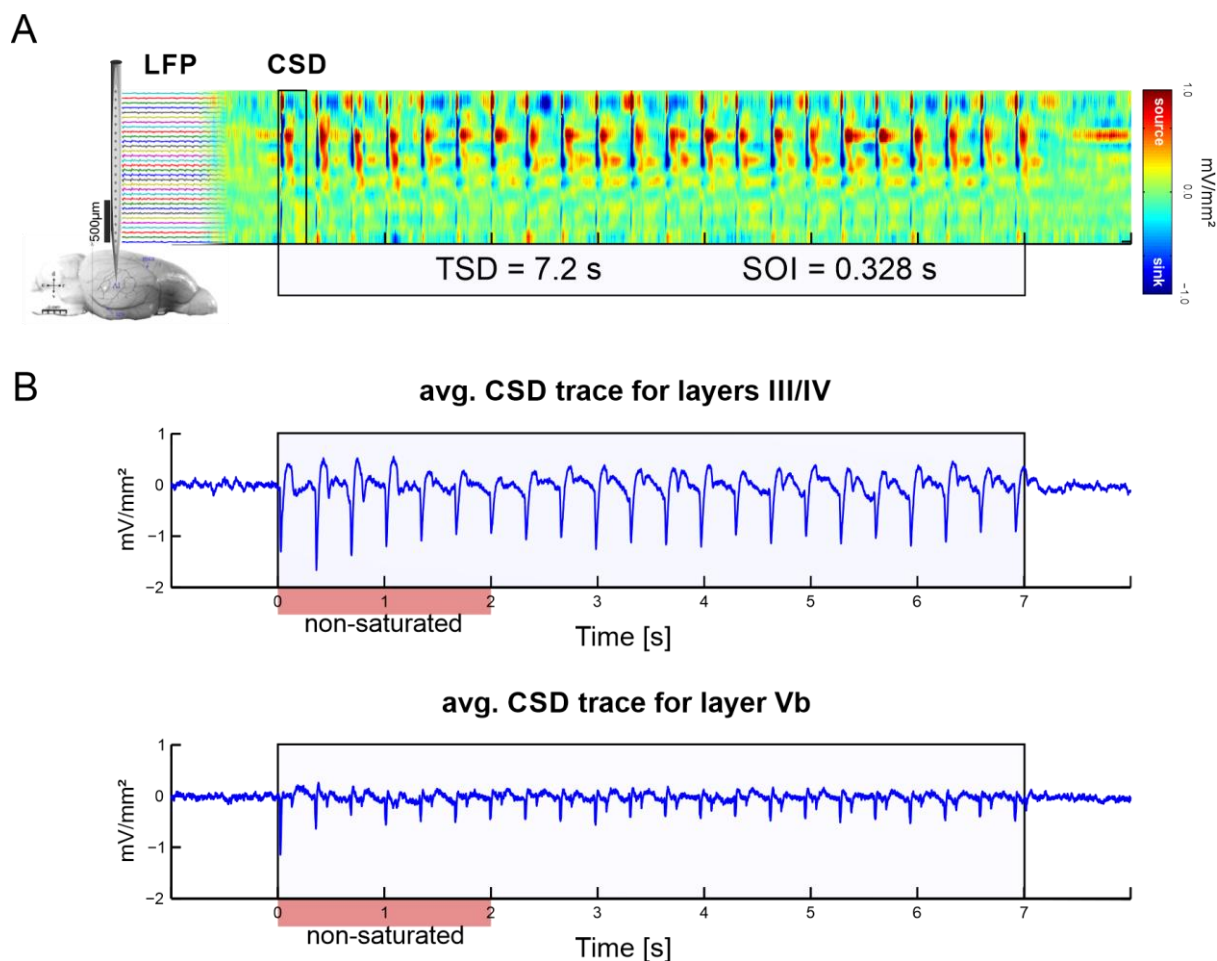 A
LFP
CSD
500µm
TSD = 7.2 s
SOI = 0.328 s
1.0
source
0.0
sink
−1.0
mV/mm²
B
avg. CSD trace for layers III/IV
mV/mm²
1
0
−1
−2
0 1 2 3 4 5 6 7
non-saturated
Time [s]
avg. CSD trace for layer Vb
mV/mm²
1
0
−1
−2
0 1 2 3 4 5 6 7
non-saturated
Time [s]